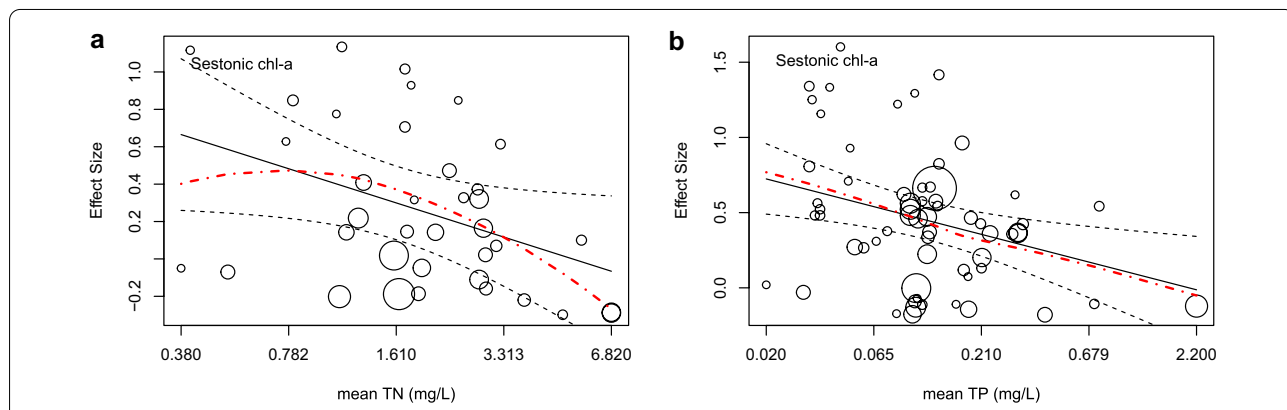 a
Sestonic chl-a
1.0
0.8
0.6
0.4
0.2
−0.2
Effect Size
0.380 0.782 1.610 3.313 6.820
mean TN (mg/L)
b
Sestonic chl-a
1.5
1.0
0.5
0.0
Effect Size
0.020 0.065 0.210 0.679 2.200
mean TP (mg/L)